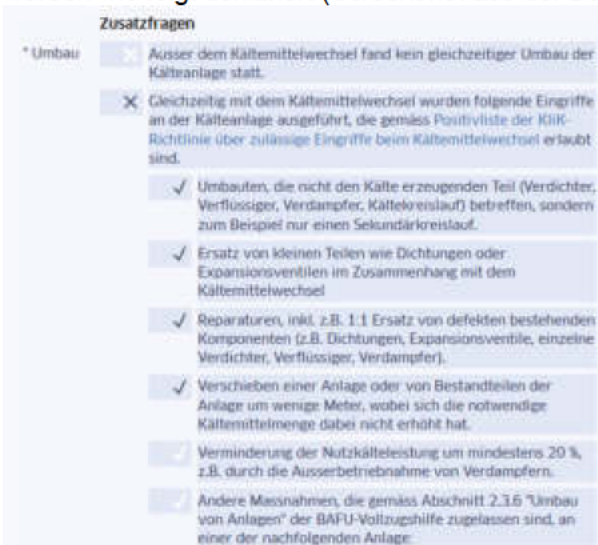 Zusatzfragen
* Umbau
Ausser dem Kältemittelwechsel fand kein gleichzeitiger Umbau der
Kälteanlage statt.
Gleichzeitig mit dem Kältemittelwechsel wurden folgende Eingriffe
an der Kälteanlage ausgeführt, die gemäss Positivliste der KliK-
Richtlinie über zulässige Eingriffe beim Kältemittelwechsel erlaubt
sind.
Umbauten, die nicht den Kälte erzeugenden Teil (Verdichter,
Verflüssiger, Verdampfer, Kältekreislauf) betreffen, sondern
zum Beispiel nur einen Sekundärkreislauf.
Ersatz von kleinen Teilen wie Dichtungen oder
Expansionsventilen im Zusammenhang mit dem
Kältemittelwechsel
Reparaturen, inkl. z.B. 1:1 Ersatz von defekten bestehenden
Komponenten (z.B. Dichtungen, Expansionsventile, einzelne
Verdichter, Verflüssiger, Verdampfer).
Verschieben einer Anlage oder von Bestandteilen der
Anlage um wenige Meter, wobei sich die notwendige
Kältemittelmenge dabei nicht erhöht hat.
Verminderung der Nutzkälteleistung um mindestens 20 %,
z.B. durch die Ausserbetriebnahme von Verdampfern.
Andere Massnahmen, die gemäss Abschnitt 2.3.6 "Umbau
von Anlagen" der BAFU-Vollzugshilfe zugelassen sind, an
einer der nachfolgenden Anlage: